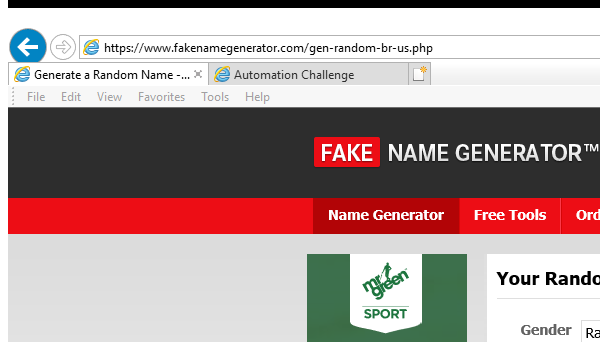 https://www.fakenamegenerator.com/gen-random-br-us.php
Generate a Random Name -... Automation Challenge
File Edit View Favorites Tools Help
FAKE NAME GENERATOR™
Name Generator Free Tools Ord
mr green
SPORT
Your Rando
Gender Ra